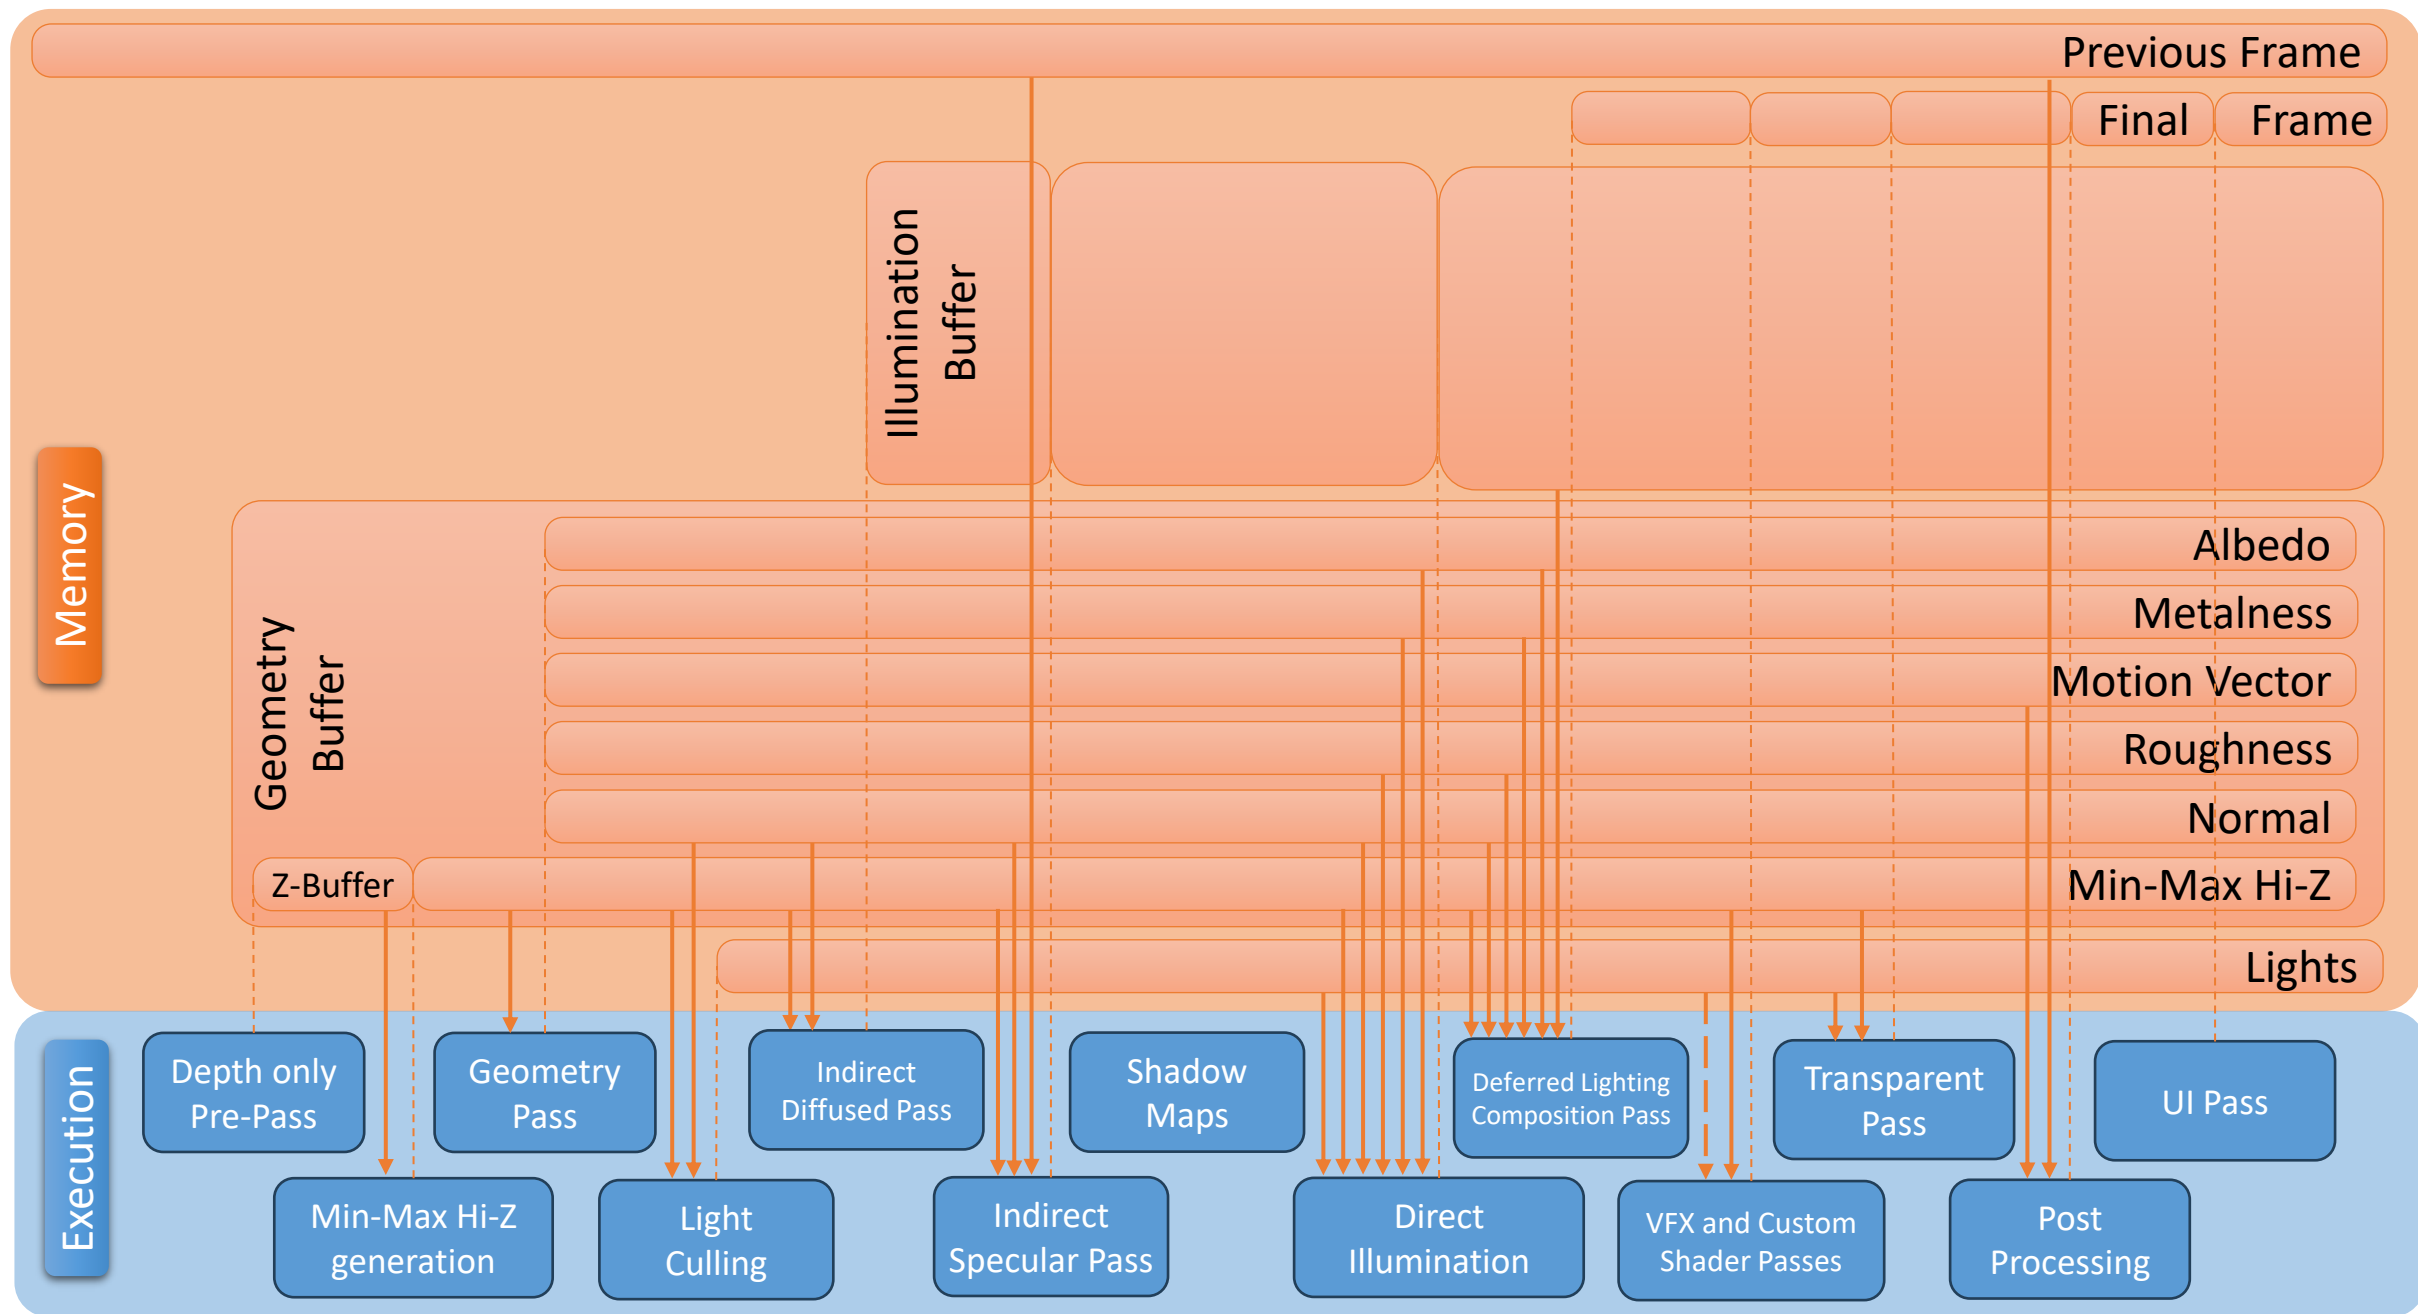 Previous Frame
Final Frame
Illumination
Buffer
Memory
Geometry
Buffer
Albedo
Metalness
Motion Vector
Roughness
Normal
Z-Buffer
Min-Max Hi-Z
Lights
Execution
Depth only
Pre-Pass
Geometry
Pass
Indirect
Diffused Pass
Shadow
Maps
Deferred Lighting
Composition Pass
Transparent
Pass
UI Pass
Min-Max Hi-Z
generation
Light
Culling
Indirect
Specular Pass
Direct
Illumination
VFX and Custom
Shader Passes
Post
Processing